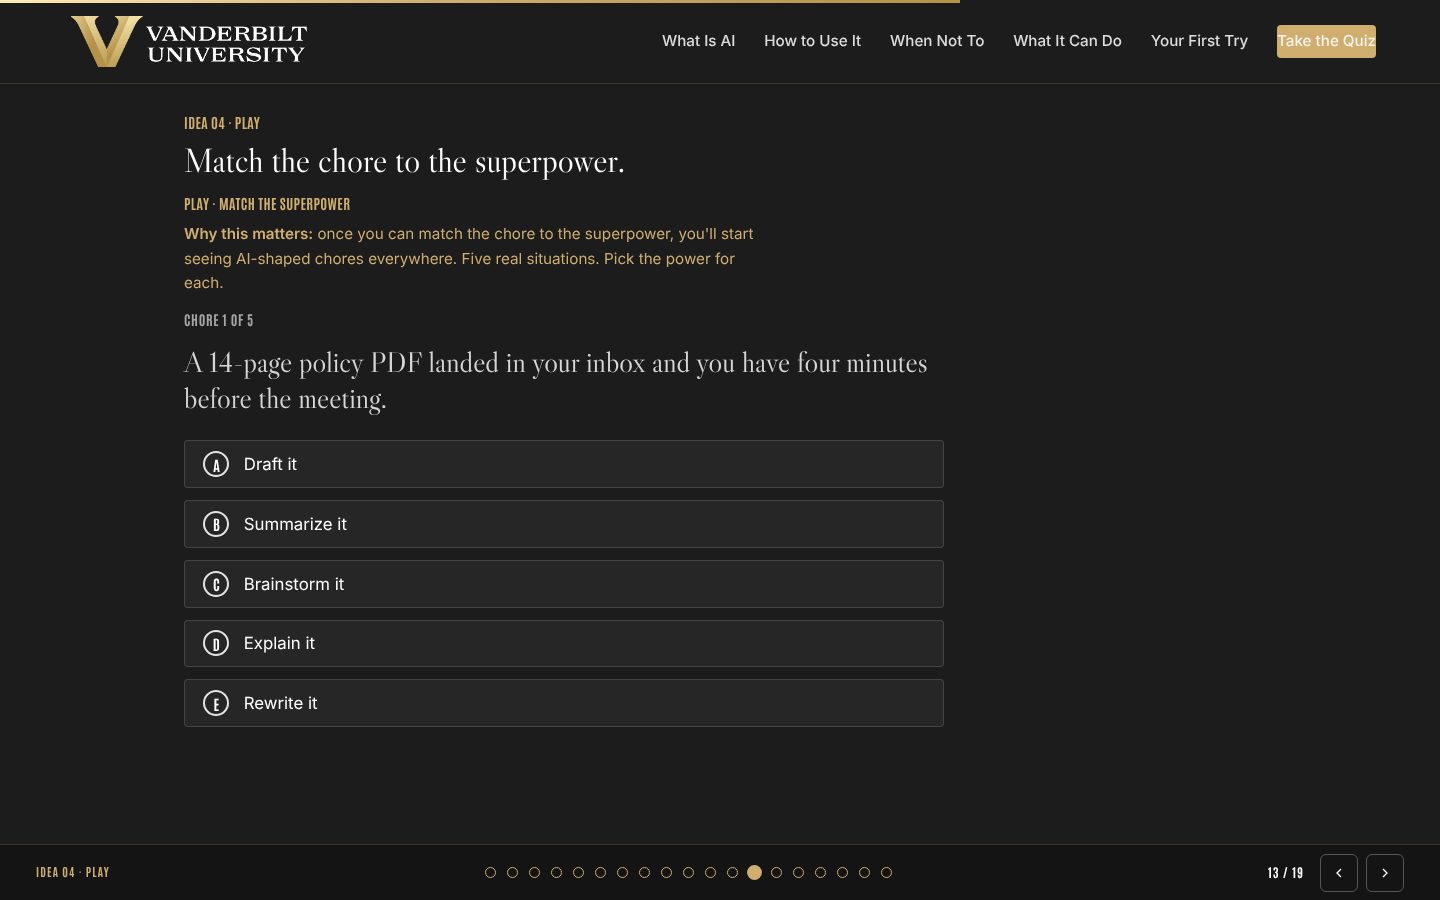 VANDERBILT
UNIVERSITY
What Is AI
How to Use It
When Not To
What It Can Do
Your First Try
Take the Quiz
IDEA 04 · PLAY
Match the chore to the superpower.
PLAY · MATCH THE SUPERPOWER
Why this matters: once you can match the chore to the superpower, you'll start
seeing AI-shaped chores everywhere. Five real situations. Pick the power for
each.
CHORE 1 OF 5
A 14-page policy PDF landed in your inbox and you have four minutes
before the meeting.
A Draft it
B Summarize it
C Brainstorm it
D Explain it
E Rewrite it
IDEA 04 · PLAY
13 / 19